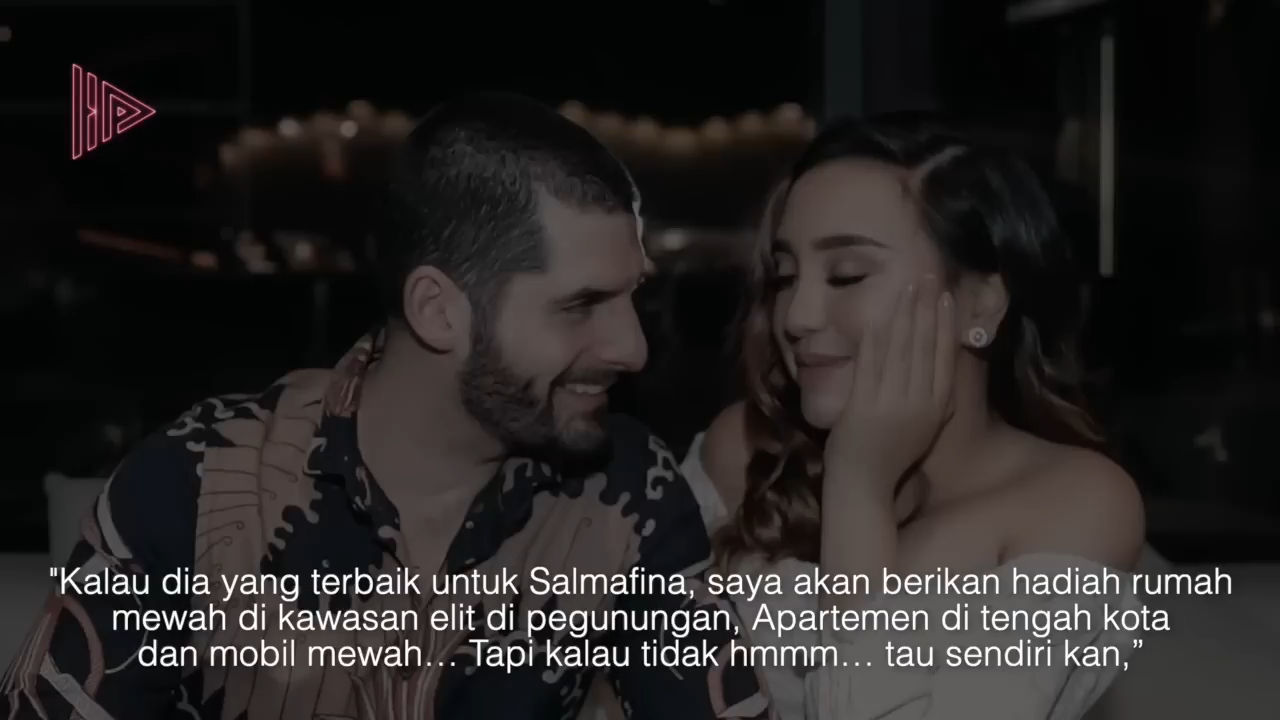 "Kalau dia yang terbaik untuk Salmafina, saya akan berikan hadiah rumah
mewah di kawasan elit di pegunungan, Apartemen di tengah kota
dan mobil mewah... Tapi kalau tidak hmmm... tau sendiri kan,”